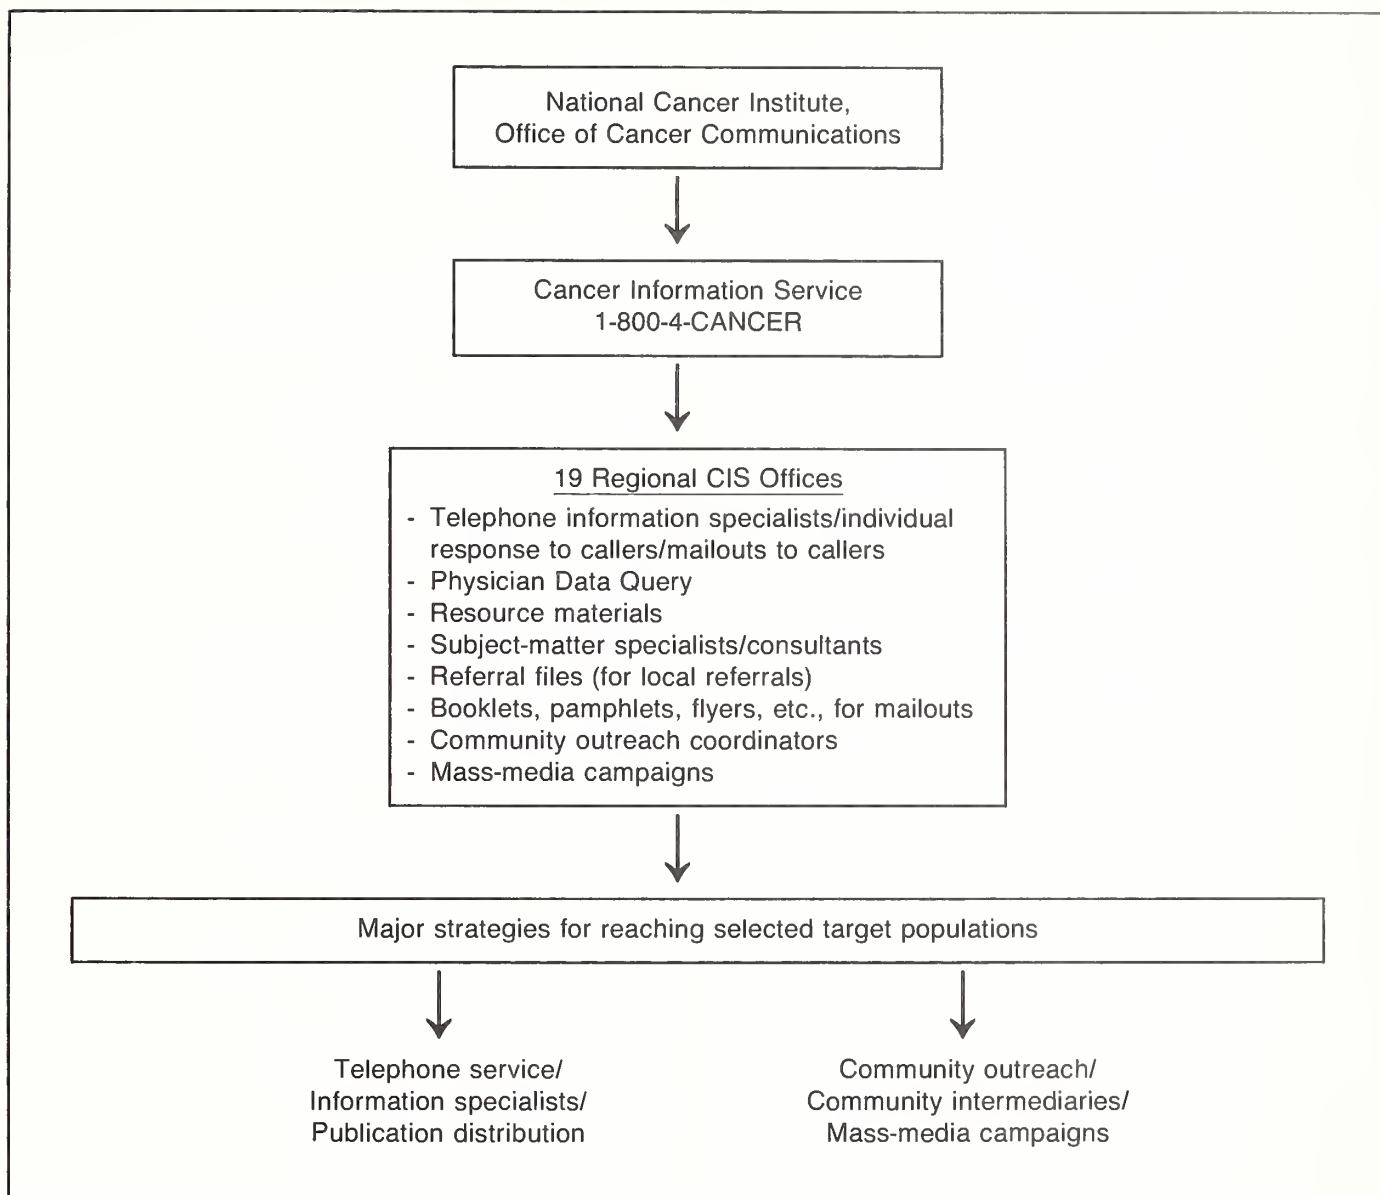 National Cancer Institute,
Office of Cancer Communications
Cancer Information Service
1-800-4-CANCER
19 Regional CIS Offices
- Telephone information specialists/individual
response to callers/mailouts to callers
- Physician Data Query
- Resource materials
- Subject-matter specialists/consultants
- Referral files (for local referrals)
- Booklets, pamphlets, flyers, etc., for mailouts
- Community outreach coordinators
- Mass-media campaigns
Major strategies for reaching selected target populations
Telephone service/
Information specialists/
Publication distribution
Community outreach/
Community intermediaries/
Mass-media campaigns